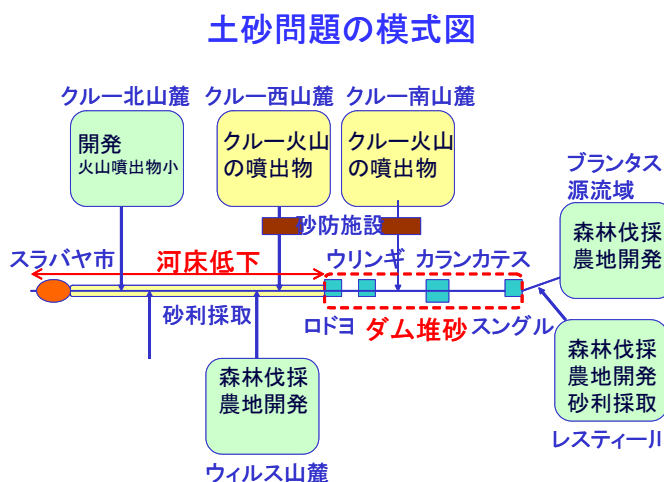 土砂問題の模式図
クルー北山麓
クルー西山麓
クルー南山麓
開発
火山噴出物小
クルー火山
の噴出物
クルー火山
の噴出物
ブランタス
源流域
森林伐採
農地開発
砂防施設
スラバヤ市
河床低下
ウリンギ
カランカテス
砂利採取
ロドヨ
ダム堆砂
スングル
森林伐採
農地開発
森林伐採
農地開発
砂利採取
ウィルス山麓
レスティール